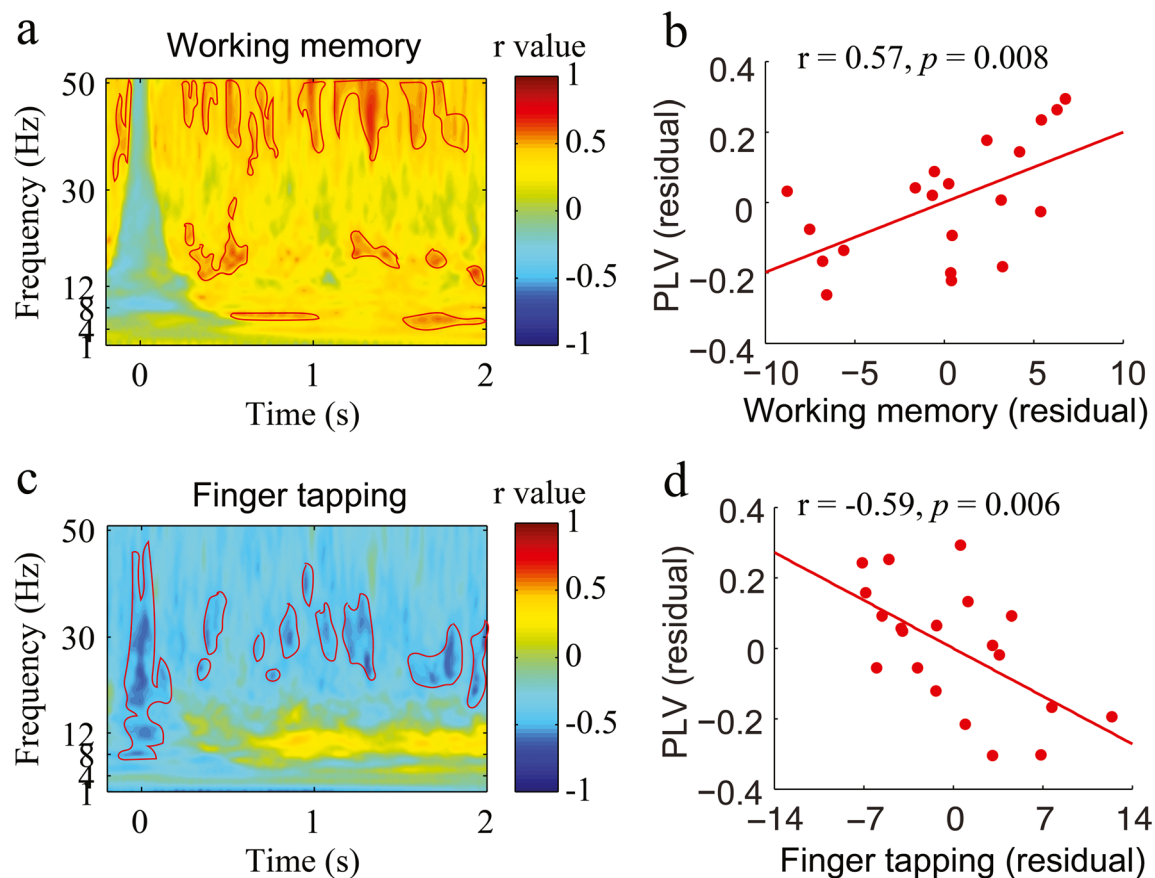 a
Working memory
r value
Frequency (Hz)
50
30
12
8
4
1
0
1
2
Time (s)
1
0.5
0
-0.5
-1
b
r = 0.57, p = 0.008
PLV (residual)
0.4
0.2
0
−0.2
−0.4
−10
−5
0
5
10
Working memory (residual)
c
Finger tapping
r value
Frequency (Hz)
50
30
12
8
4
1
0
1
2
Time (s)
1
0.5
0
-0.5
-1
d
r = -0.59, p = 0.006
PLV (residual)
0.4
0.2
0
−0.2
−0.4
−14
−7
0
7
14
Finger tapping (residual)